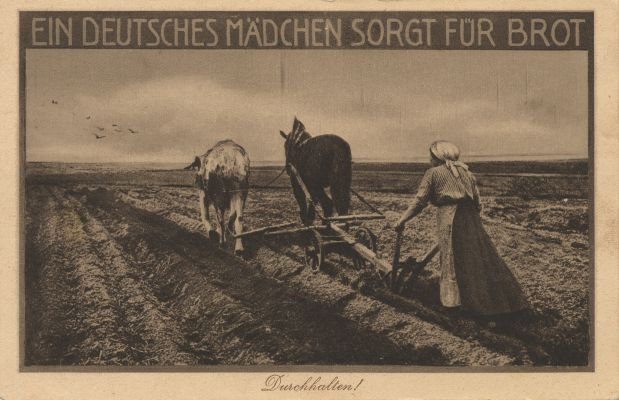 EIN DEUTSCHES MÄDCHEN SORGT FÜR BROT
Durchhalten!